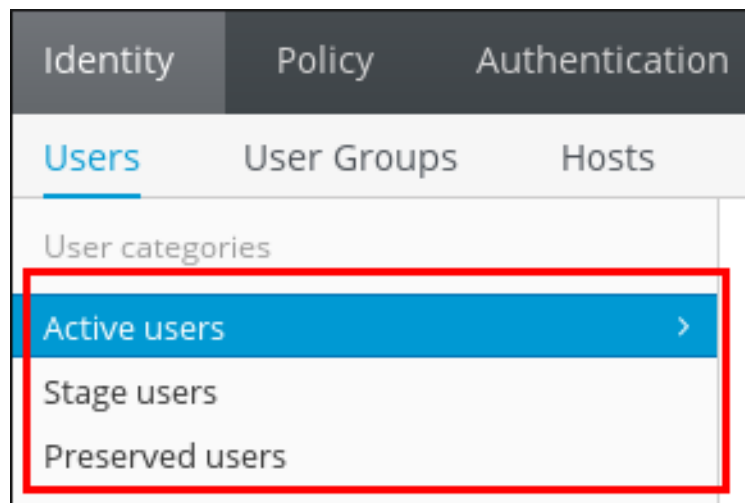 Identity Policy Authentication
Users User Groups Hosts
User categories
Active users
Stage users
Preserved users